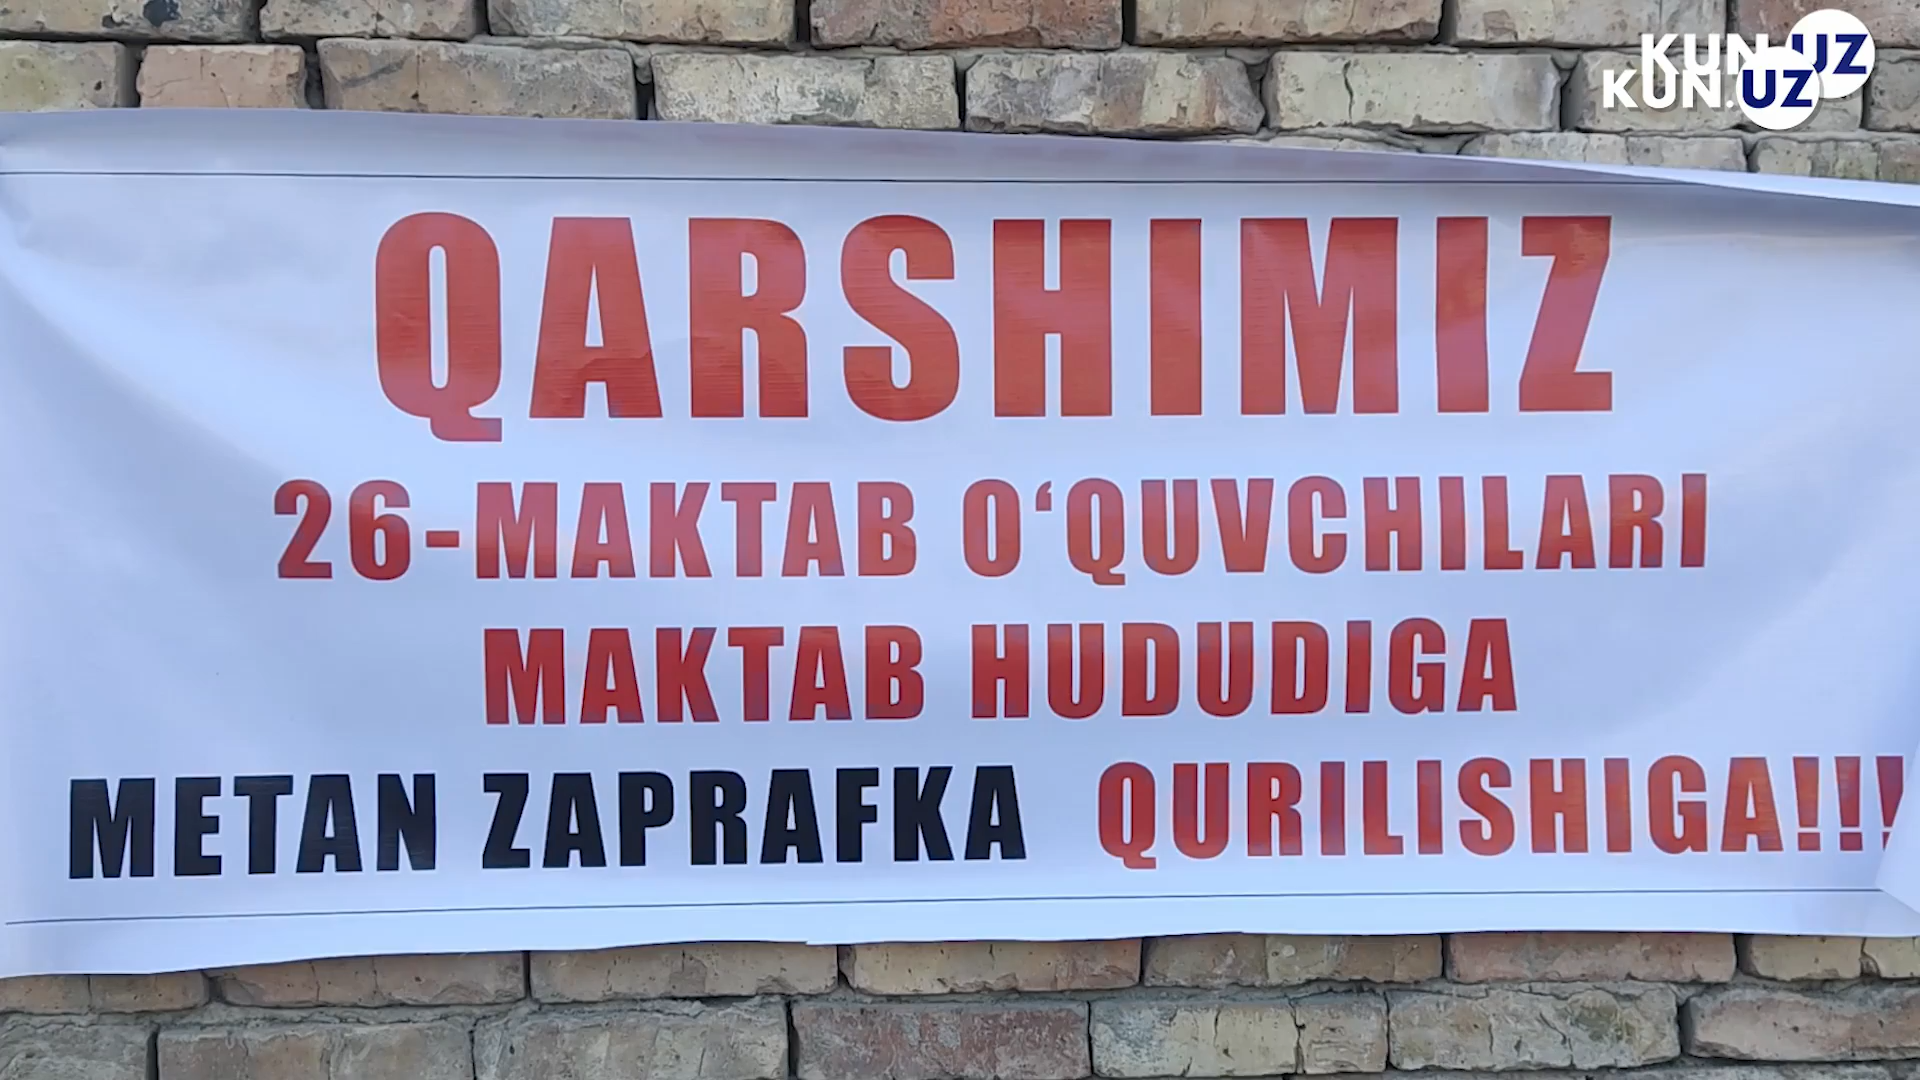 KUN.UZ
KUN.UZ
QARSHIMIZ
26-MAKTAB O‘QUVCHILARI
MAKTAB HUDUDIGA
METAN ZAPRAFKA QURILISHIGA!!!